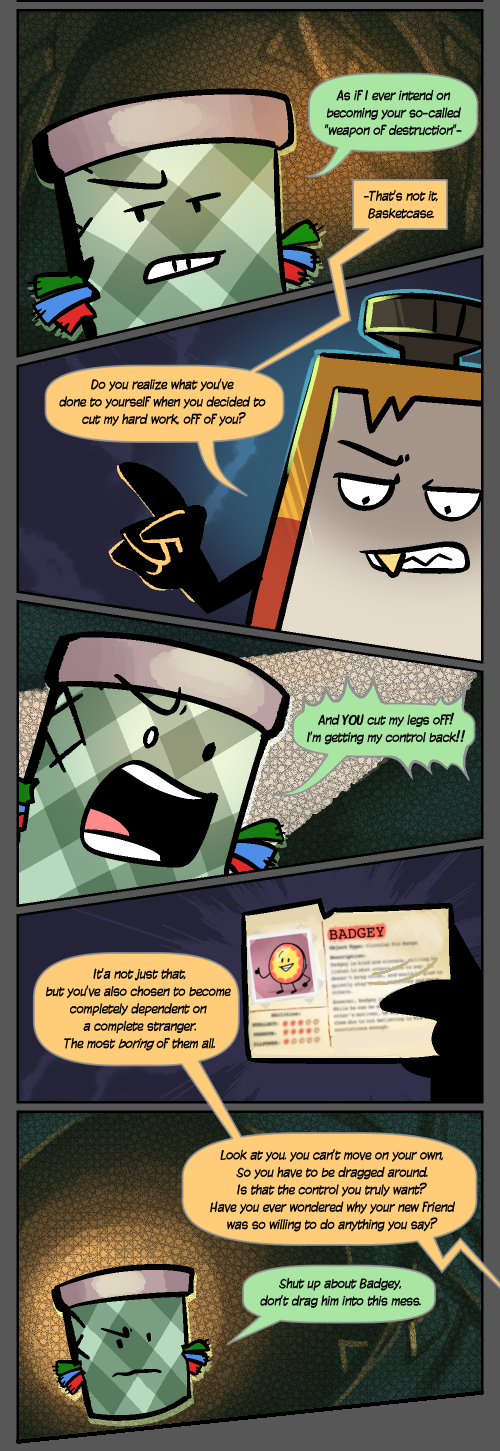 As if I ever intend on
becoming your so-called
"weapon of destruction"-
-That's not it,
Basketcase.
Do you realize what you've
done to yourself when you decided to
cut my hard work, off of you?
And YOU cut my legs off!
I'm getting my control back!!
BADGEY
Object Type:
Description:
It'a not just that,
but you've also chosen to become
completely dependent on
a complete stranger.
The most boring of them all.
Look at you, you can't move on your own,
So you have to be dragged around.
Is that the control you truly want?
Have you ever wondered why your new Friend
was so willing to do anything you say?
Shut up about Badgey,
don't drag him into this mess.